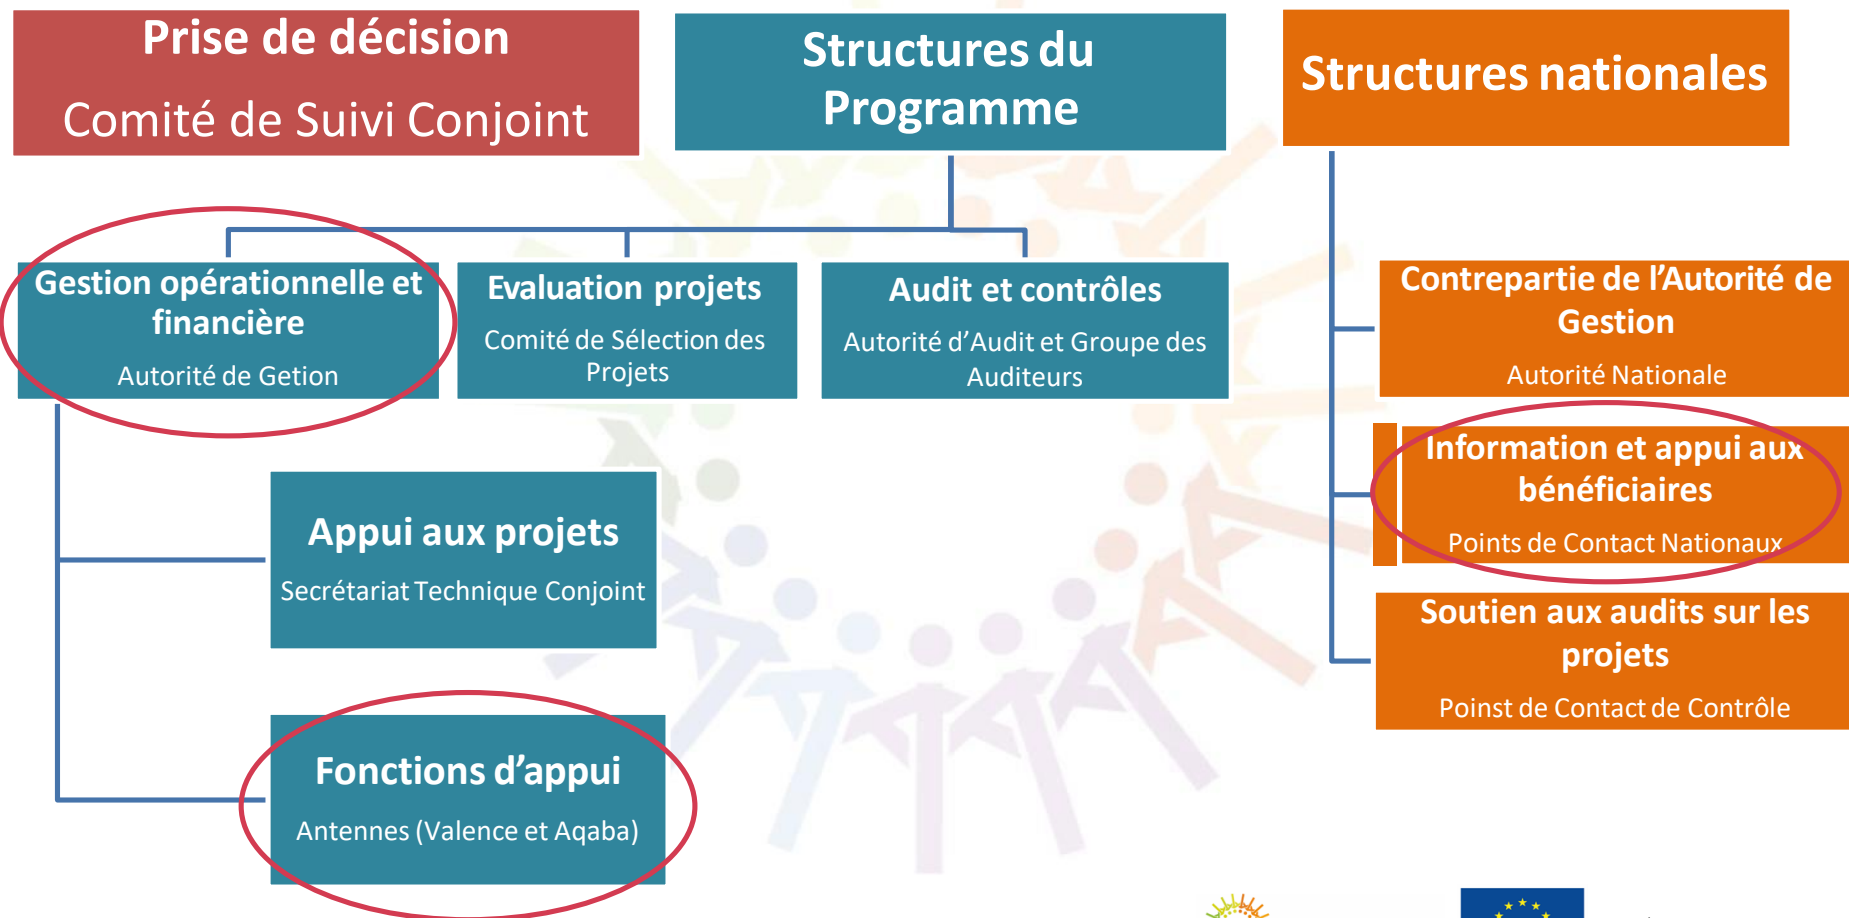 Prise de décision
Comité de Suivi Conjoint
Structures du
Programme
Structures nationales
Gestion opérationnelle et
financière
Autorité de Getion
Evaluation projets
Comité de Sélection des
Projets
Audit et contrôles
Autorité d’Audit et Groupe des
Auditeurs
Contrepartie de l’Autorité de
Gestion
Autorité Nationale
Information et appui aux
bénéficiaires
Points de Contact Nationaux
Appui aux projets
Secrétariat Technique Conjoint
Soutien aux audits sur les
projets
Poinst de Contact de Contrôle
Fonctions d’appui
Antennes (Valence et Aqaba)